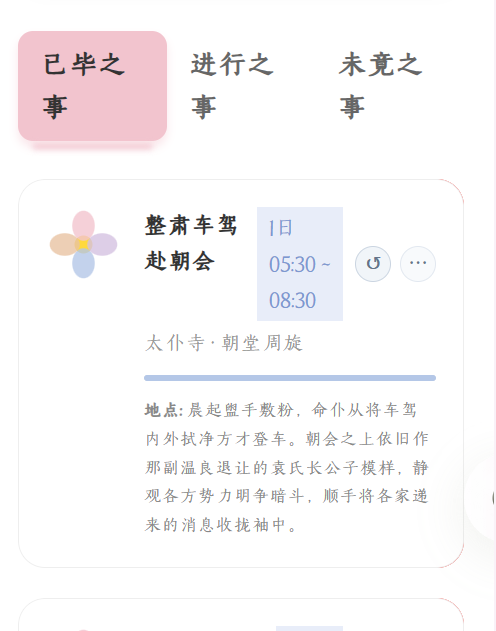 已毕之 进行之 未竟之
事 事 事
整肃车驾
赴朝会
1日
05:30 ~
08:30
↺ ···
太仆寺·朝堂周旋
地点: 晨起盥手敷粉，命仆从将车驾
内外拭净方才登车。朝会之上依旧作
那副温良退让的袁氏长公子模样，静
观各方势力明争暗斗，顺手将各家递
来的消息收拢袖中。